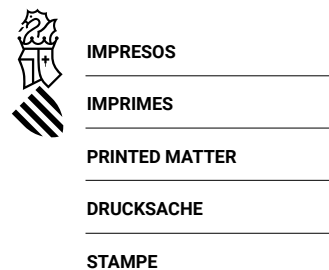 IMPRESOS
IMPRIMES
PRINTED MATTER
DRUCKSACHE
STAMPE